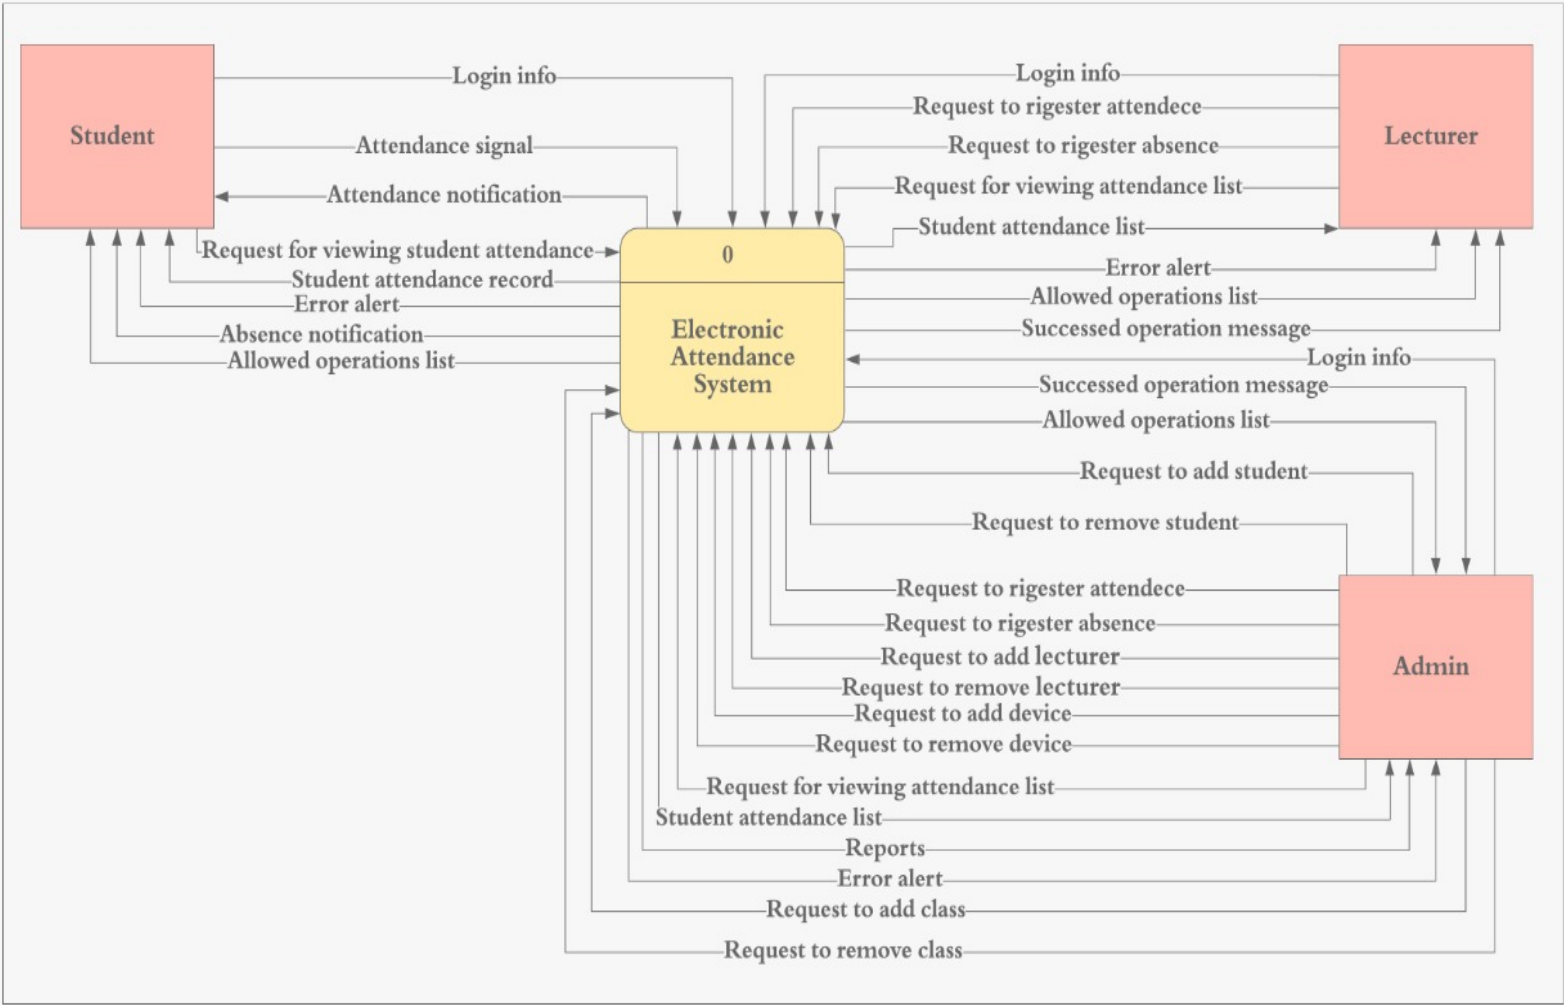 Student
Login info
Attendance signal
Attendance notification
Request for viewing student attendance
Student attendance record
Error alert
Absence notification
Allowed operations list
0
Electronic
Attendance
System
Lecturer
Login info
Request to rigester attendece
Request to rigester absence
Request for viewing attendance list
Student attendance list
Error alert
Allowed operations list
Successed operation message
Login info
Successed operation message
Allowed operations list
Request to add student
Request to remove student
Admin
Request to rigester attendece
Request to rigester absence
Request to add lecturer
Request to remove lecturer
Request to add device
Request to remove device
Request for viewing attendance list
Student attendance list
Reports
Error alert
Request to add class
Request to remove class